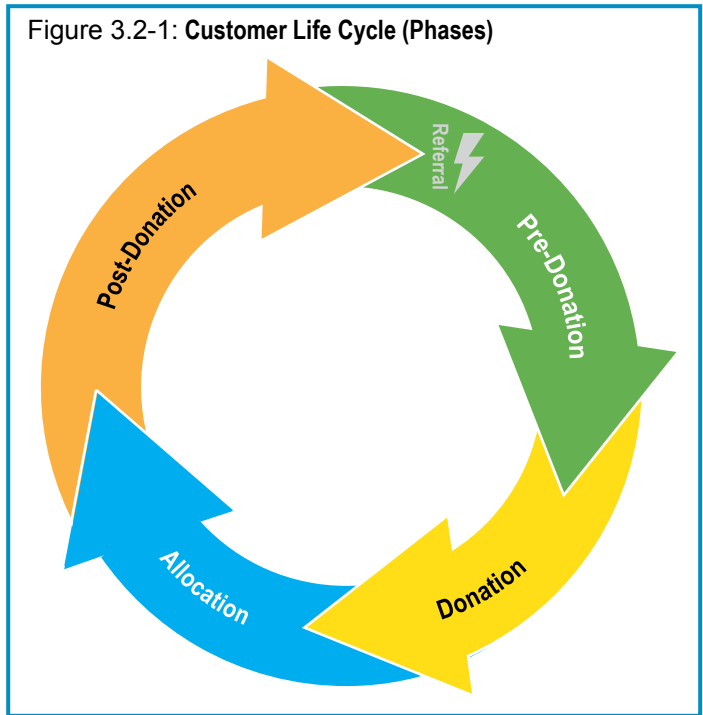 Figure 3.2-1: Customer Life Cycle (Phases)
Referral
Pre-Donation
Donation
Allocation
Post-Donation